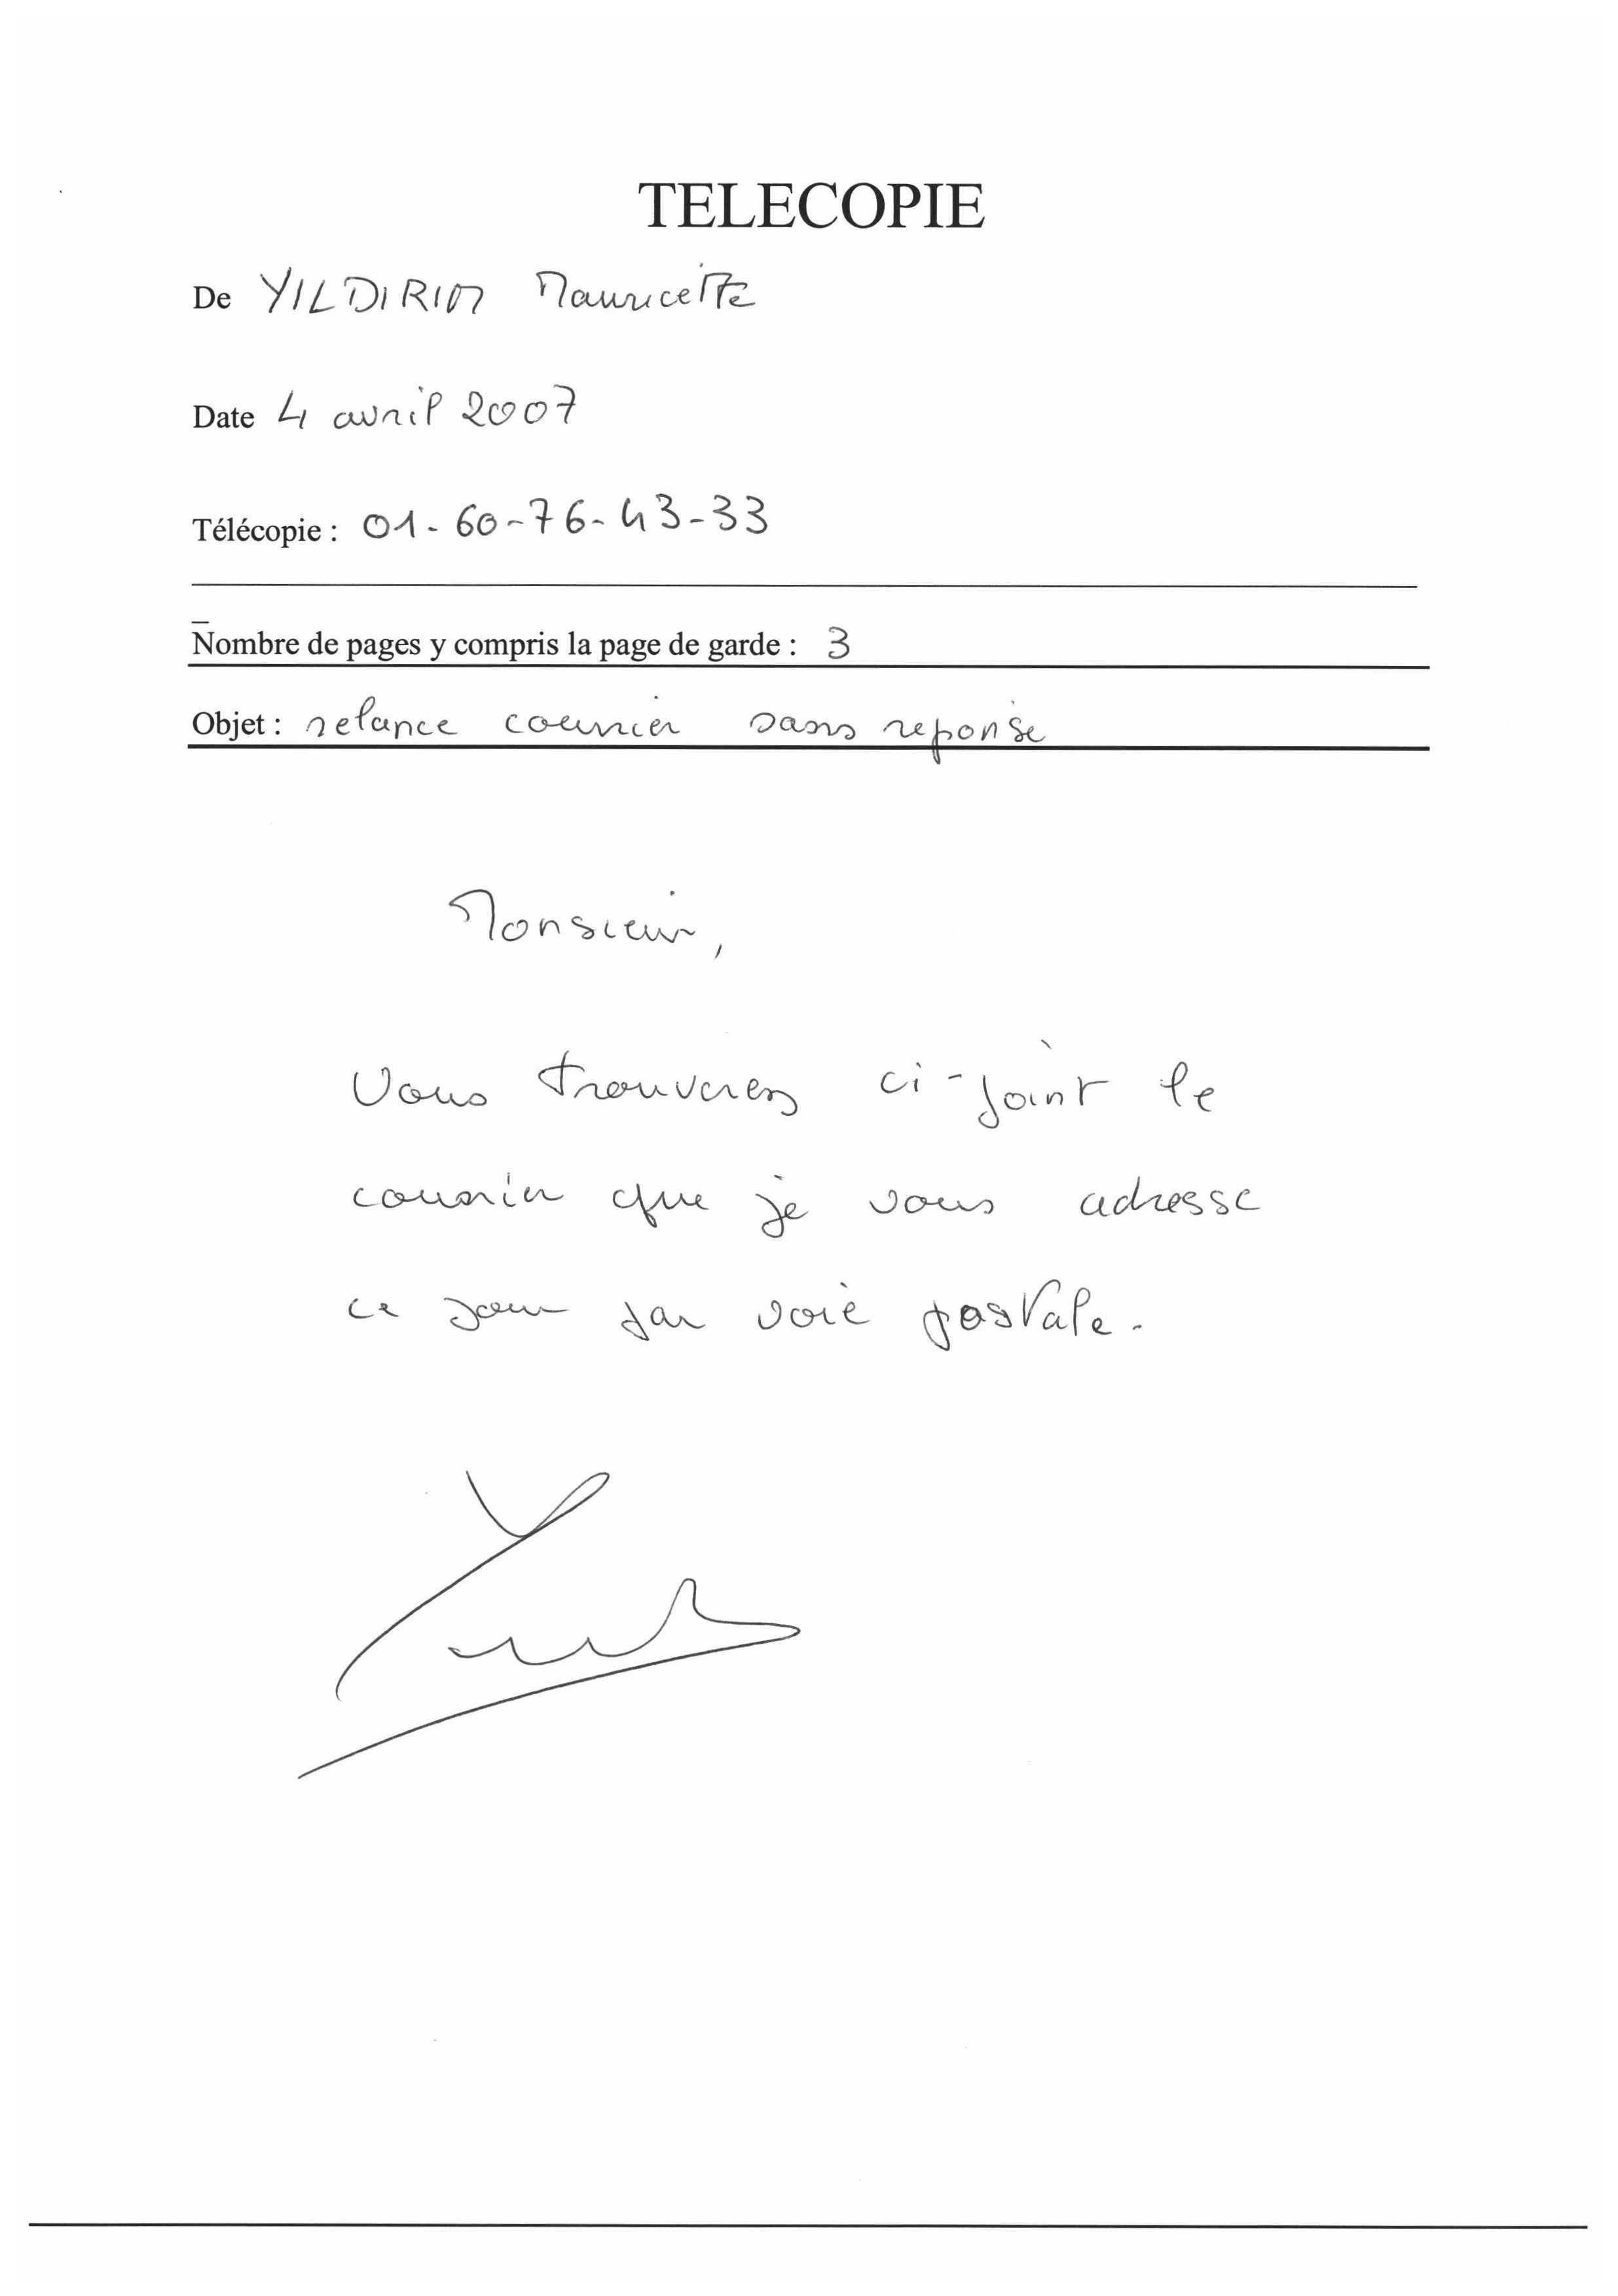 TELECOPIE
De YILDIRIM Mauricette
Date 4 avril 2007
Télécopie : 01-60-76-43-33
Nombre de pages y compris la page de garde : 3
Objet : relance courrier sans reponse
Monsieur,
Vous trouverez ci-joint le
courrier que je vous adresse
ce jour par voie postale.